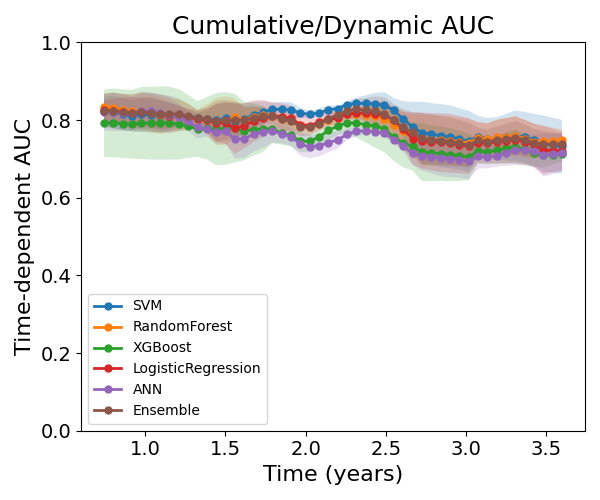 Cumulative/Dynamic AUC
Time-dependent AUC
1.0
0.8
0.6
0.4
0.2
0.0
SVM
RandomForest
XGBoost
LogisticRegression
ANN
Ensemble
1.0 1.5 2.0 2.5 3.0 3.5
Time (years)